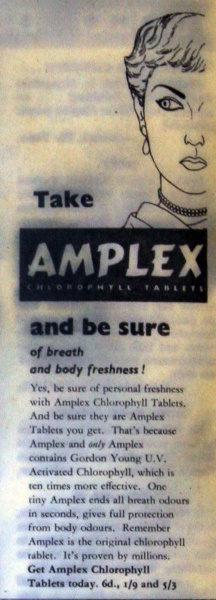 Take
AMPLEX
CHLOROPHYLL TABLETS
and be sure
of breath
and body freshness!
Yes, be sure of personal freshness
with Amplex Chlorophyll Tablets.
And be sure they are Amplex
Tablets you get. That's because
Amplex and only Amplex
contains Gordon Young U.V.
Activated Chlorophyll, which is
ten times more effective. One
tiny Amplex ends all breath odours
in seconds, gives full protection
from body odours. Remember
Amplex is the original chlorophyll
tablet. It's proven by millions.
Get Amplex Chlorophyll
Tablets today. 6d., 1/9 and 5/3